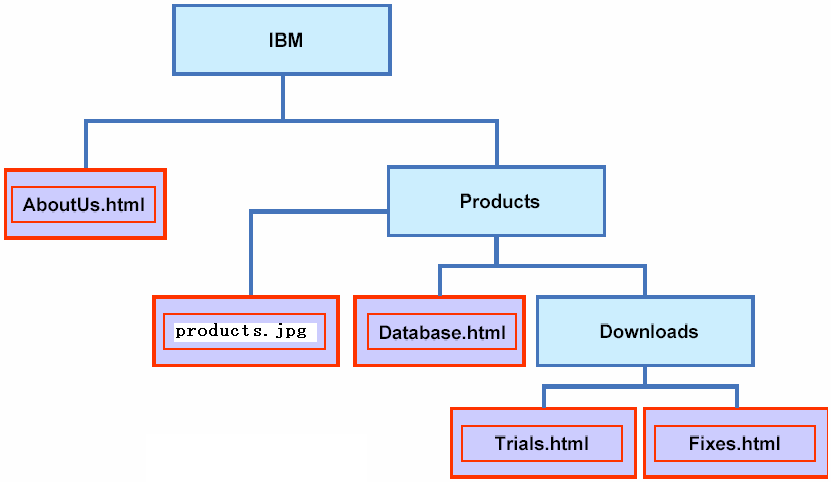 IBM
AboutUs.html
Products
products.jpg
Database.html
Downloads
Trials.html
Fixes.html